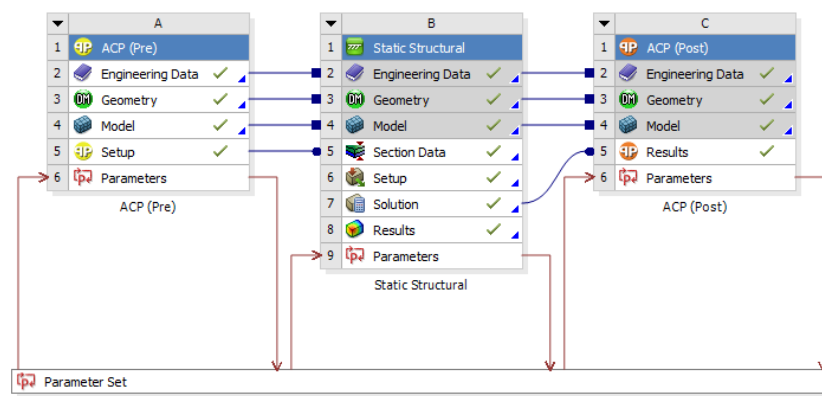 A
1 ACP (Pre)
2 Engineering Data
3 Geometry
4 Model
5 Setup
6 Parameters
ACP (Pre)
B
1 Static Structural
2 Engineering Data
3 DM Geometry
4 Model
5 Section Data
6 Setup
7 Solution
8 Results
9 Parameters
Static Structural
C
1 ACP (Post)
2 Engineering Data
3 DM Geometry
4 Model
5 Results
6 Parameters
ACP (Post)
Parameter Set